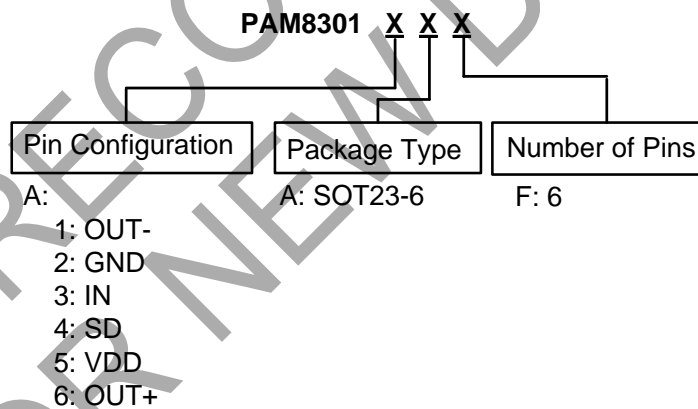 PAM8301 X X X
Pin Configuration
Package Type
Number of Pins
A:
1: OUT-
2: GND
3: IN
4: SD
5: VDD
6: OUT+
A: SOT23-6
F: 6